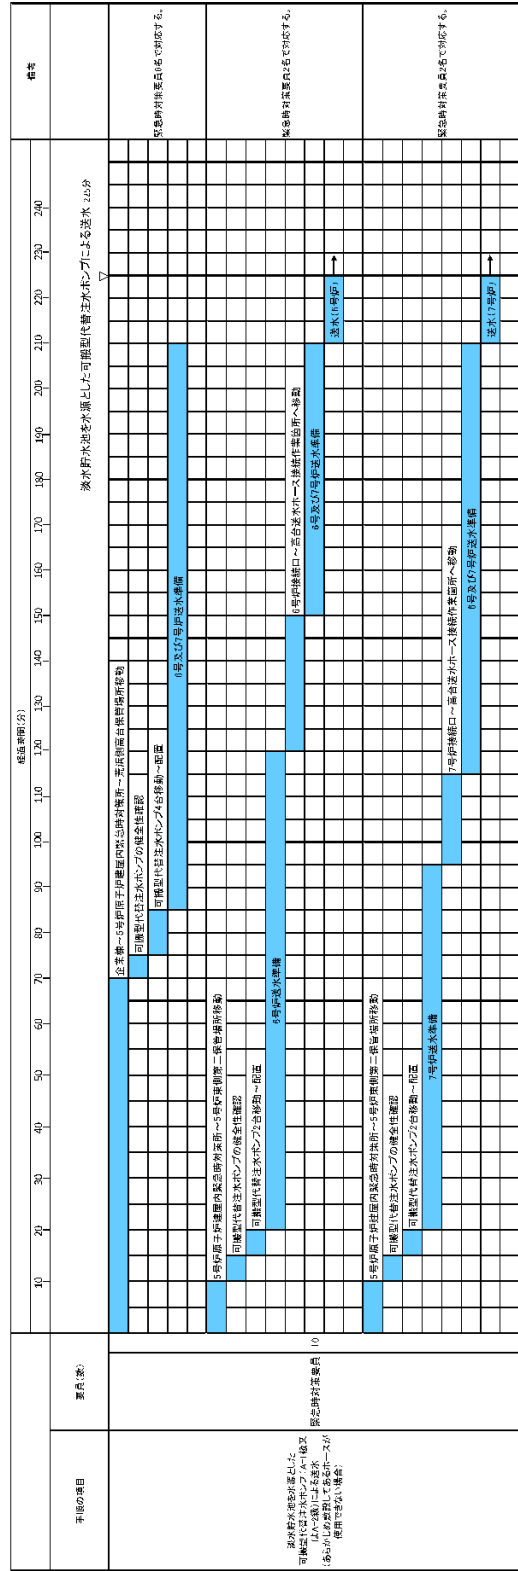 手順の項目
要員(数)
経過時間(分)
備考
10
20
30
40
50
60
70
80
90
100
110
120
130
140
150
160
170
180
190
200
210
220
230
240
淡水貯水池を水源とした可搬型代替注水ポンプによる送水 225分
▽
淡水貯水池を水源とした
可搬型代替注水ポンプ(A-1級又
はA-2級)による送水
(あらかじめ敷設してあるホースが
使用できない場合)
緊急時対策要員
10
企業棟~5号炉原子炉建屋内緊急時対策所~荒浜側高台保管場所移動
可搬型代替注水ポンプの健全性確認
可搬型代替注水ポンプ4台移動~配置
6号及び7号炉送水準備
緊急時対策要員6名で対応する。
5号炉原子炉建屋内緊急時対策所~5号炉東側第二保管場所移動
可搬型代替注水ポンプの健全性確認
可搬型代替注水ポンプ2台移動~配置
6号炉送水準備
6号炉接続口~高台送水ホース接続作業箇所へ移動
6号及び7号炉送水準備
送水(6号炉)
緊急時対策要員2名で対応する。
5号炉原子炉建屋内緊急時対策所~5号炉東側第二保管場所移動
可搬型代替注水ポンプの健全性確認
可搬型代替注水ポンプ2台移動~配置
7号炉送水準備
7号炉接続口~高台送水ホース接続作業箇所へ移動
6号及び7号炉送水準備
送水(7号炉)
緊急時対策要員2名で対応する。